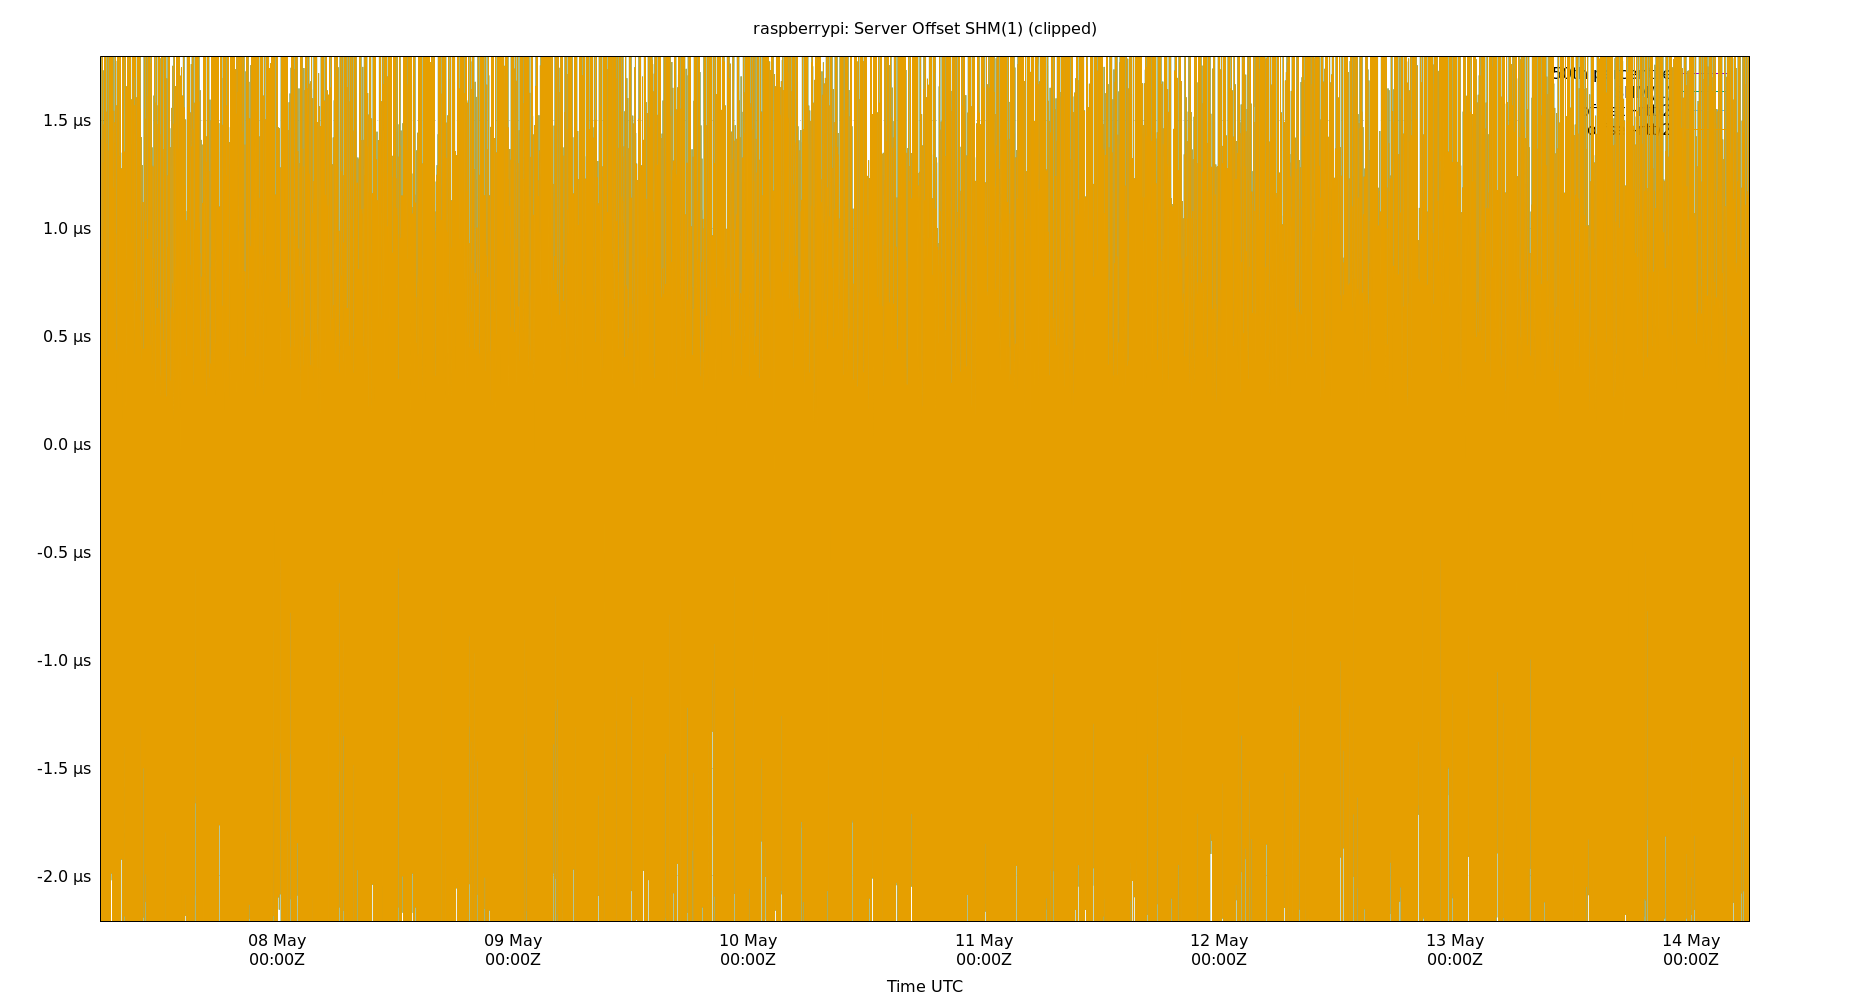 raspberrypi: Server Offset SHM(1) (clipped)
1.5 µs
1.0 µs
0.5 µs
0.0 µs
-0.5 µs
-1.0 µs
-1.5 µs
-2.0 µs
08 May 09 May 10 May 11 May 12 May 13 May 14 May
00:00Z 00:00Z 00:00Z 00:00Z 00:00Z 00:00Z 00:00Z
Time UTC